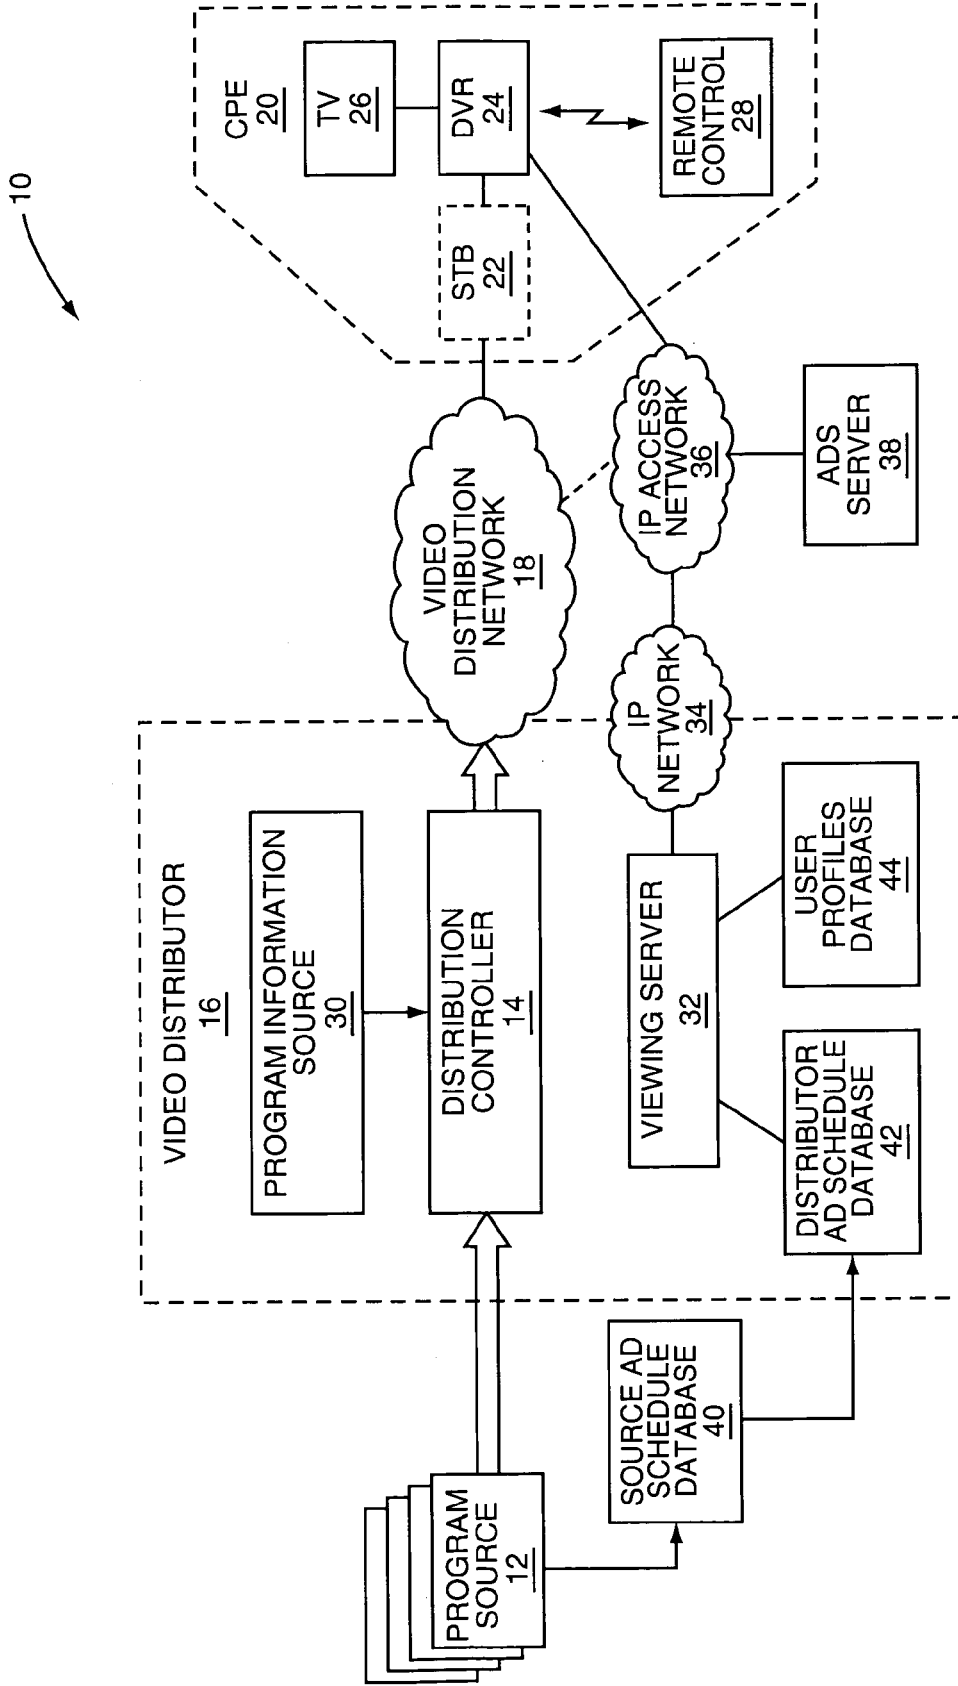 10
VIDEO DISTRIBUTOR
16
PROGRAM INFORMATION
SOURCE
30
DISTRIBUTION
CONTROLLER
14
PROGRAM
SOURCE
12
SOURCE AD
SCHEDULE
DATABASE
40
VIEWING SERVER
32
DISTRIBUTOR
AD SCHEDULE
DATABASE
42
USER
PROFILES
DATABASE
44
VIDEO
DISTRIBUTION
NETWORK
18
IP
NETWORK
34
IP ACCESS
NETWORK
36
ADS
SERVER
38
CPE
20
TV
26
STB
22
DVR
24
REMOTE
CONTROL
28